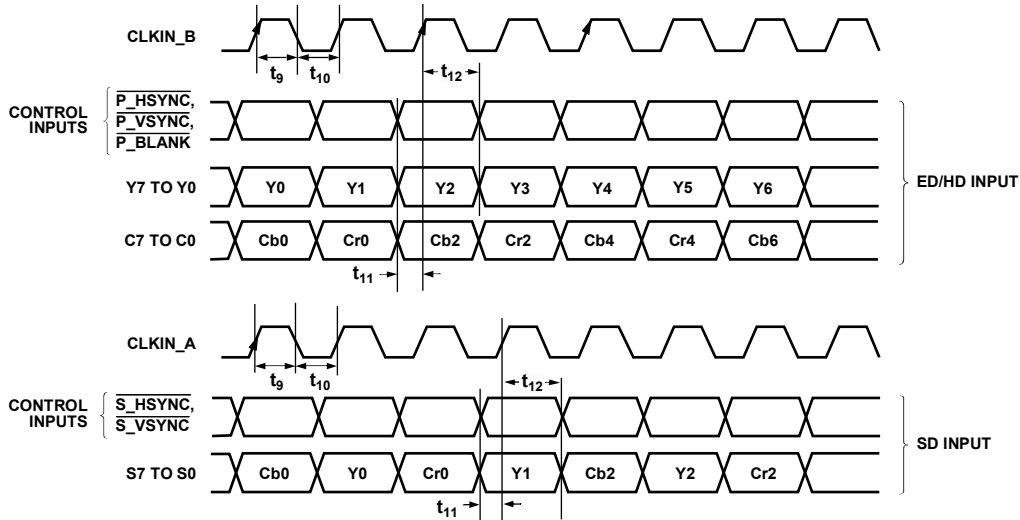 CLKIN_B
t9
t10
t12
CONTROL INPUTS
P_HSYNC,
P_VSYNC,
P_BLANK
Y7 TO Y0
Y0 Y1 Y2 Y3 Y4 Y5 Y6
ED/HD INPUT
C7 TO C0
Cb0 Cr0 Cb2 Cr2 Cb4 Cr4 Cb6
t11
CLKIN_A
t9
t10
t12
CONTROL INPUTS
S_HSYNC,
S_VSYNC
SD INPUT
S7 TO S0
Cb0 Y0 Cr0 Y1 Cb2 Y2 Cr2
t11